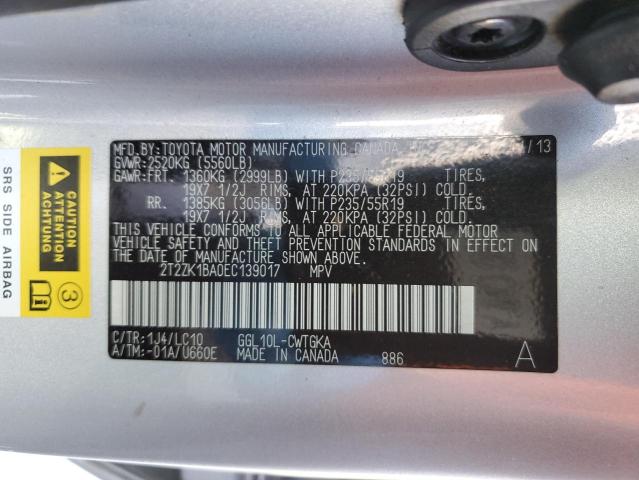 MFD.BY:TOYOTA MOTOR MANUFACTURING CANADA INC. /13
GVWR:2520KG (5560LB)
GAWR:FRT. 1360KG (2999LB) WITH P235/55R19 TIRES,
19X7 1/2J RIMS, AT 220KPA (32PSI) COLD.
RR. 1385KG (3056LB) WITH P235/55R19 TIRES,
19X7 1/2J RIMS, AT 220KPA (32PSI) COLD.
THIS VEHICLE CONFORMS TO ALL APPLICABLE FEDERAL MOTOR
VEHICLE SAFETY AND THEFT PREVENTION STANDARDS IN EFFECT
ON THE DATE OF MANUFACTURE SHOWN ABOVE.
2T2ZK1BA0EC139017 MPV
C/TR:1J4/LC10 GGL10L-CWTGKA
A/TM:-01A/U660E MADE IN CANADA 886 A
SRS SIDE AIRBAG
CAUTION
ATTENTION
ACHTUNG
3